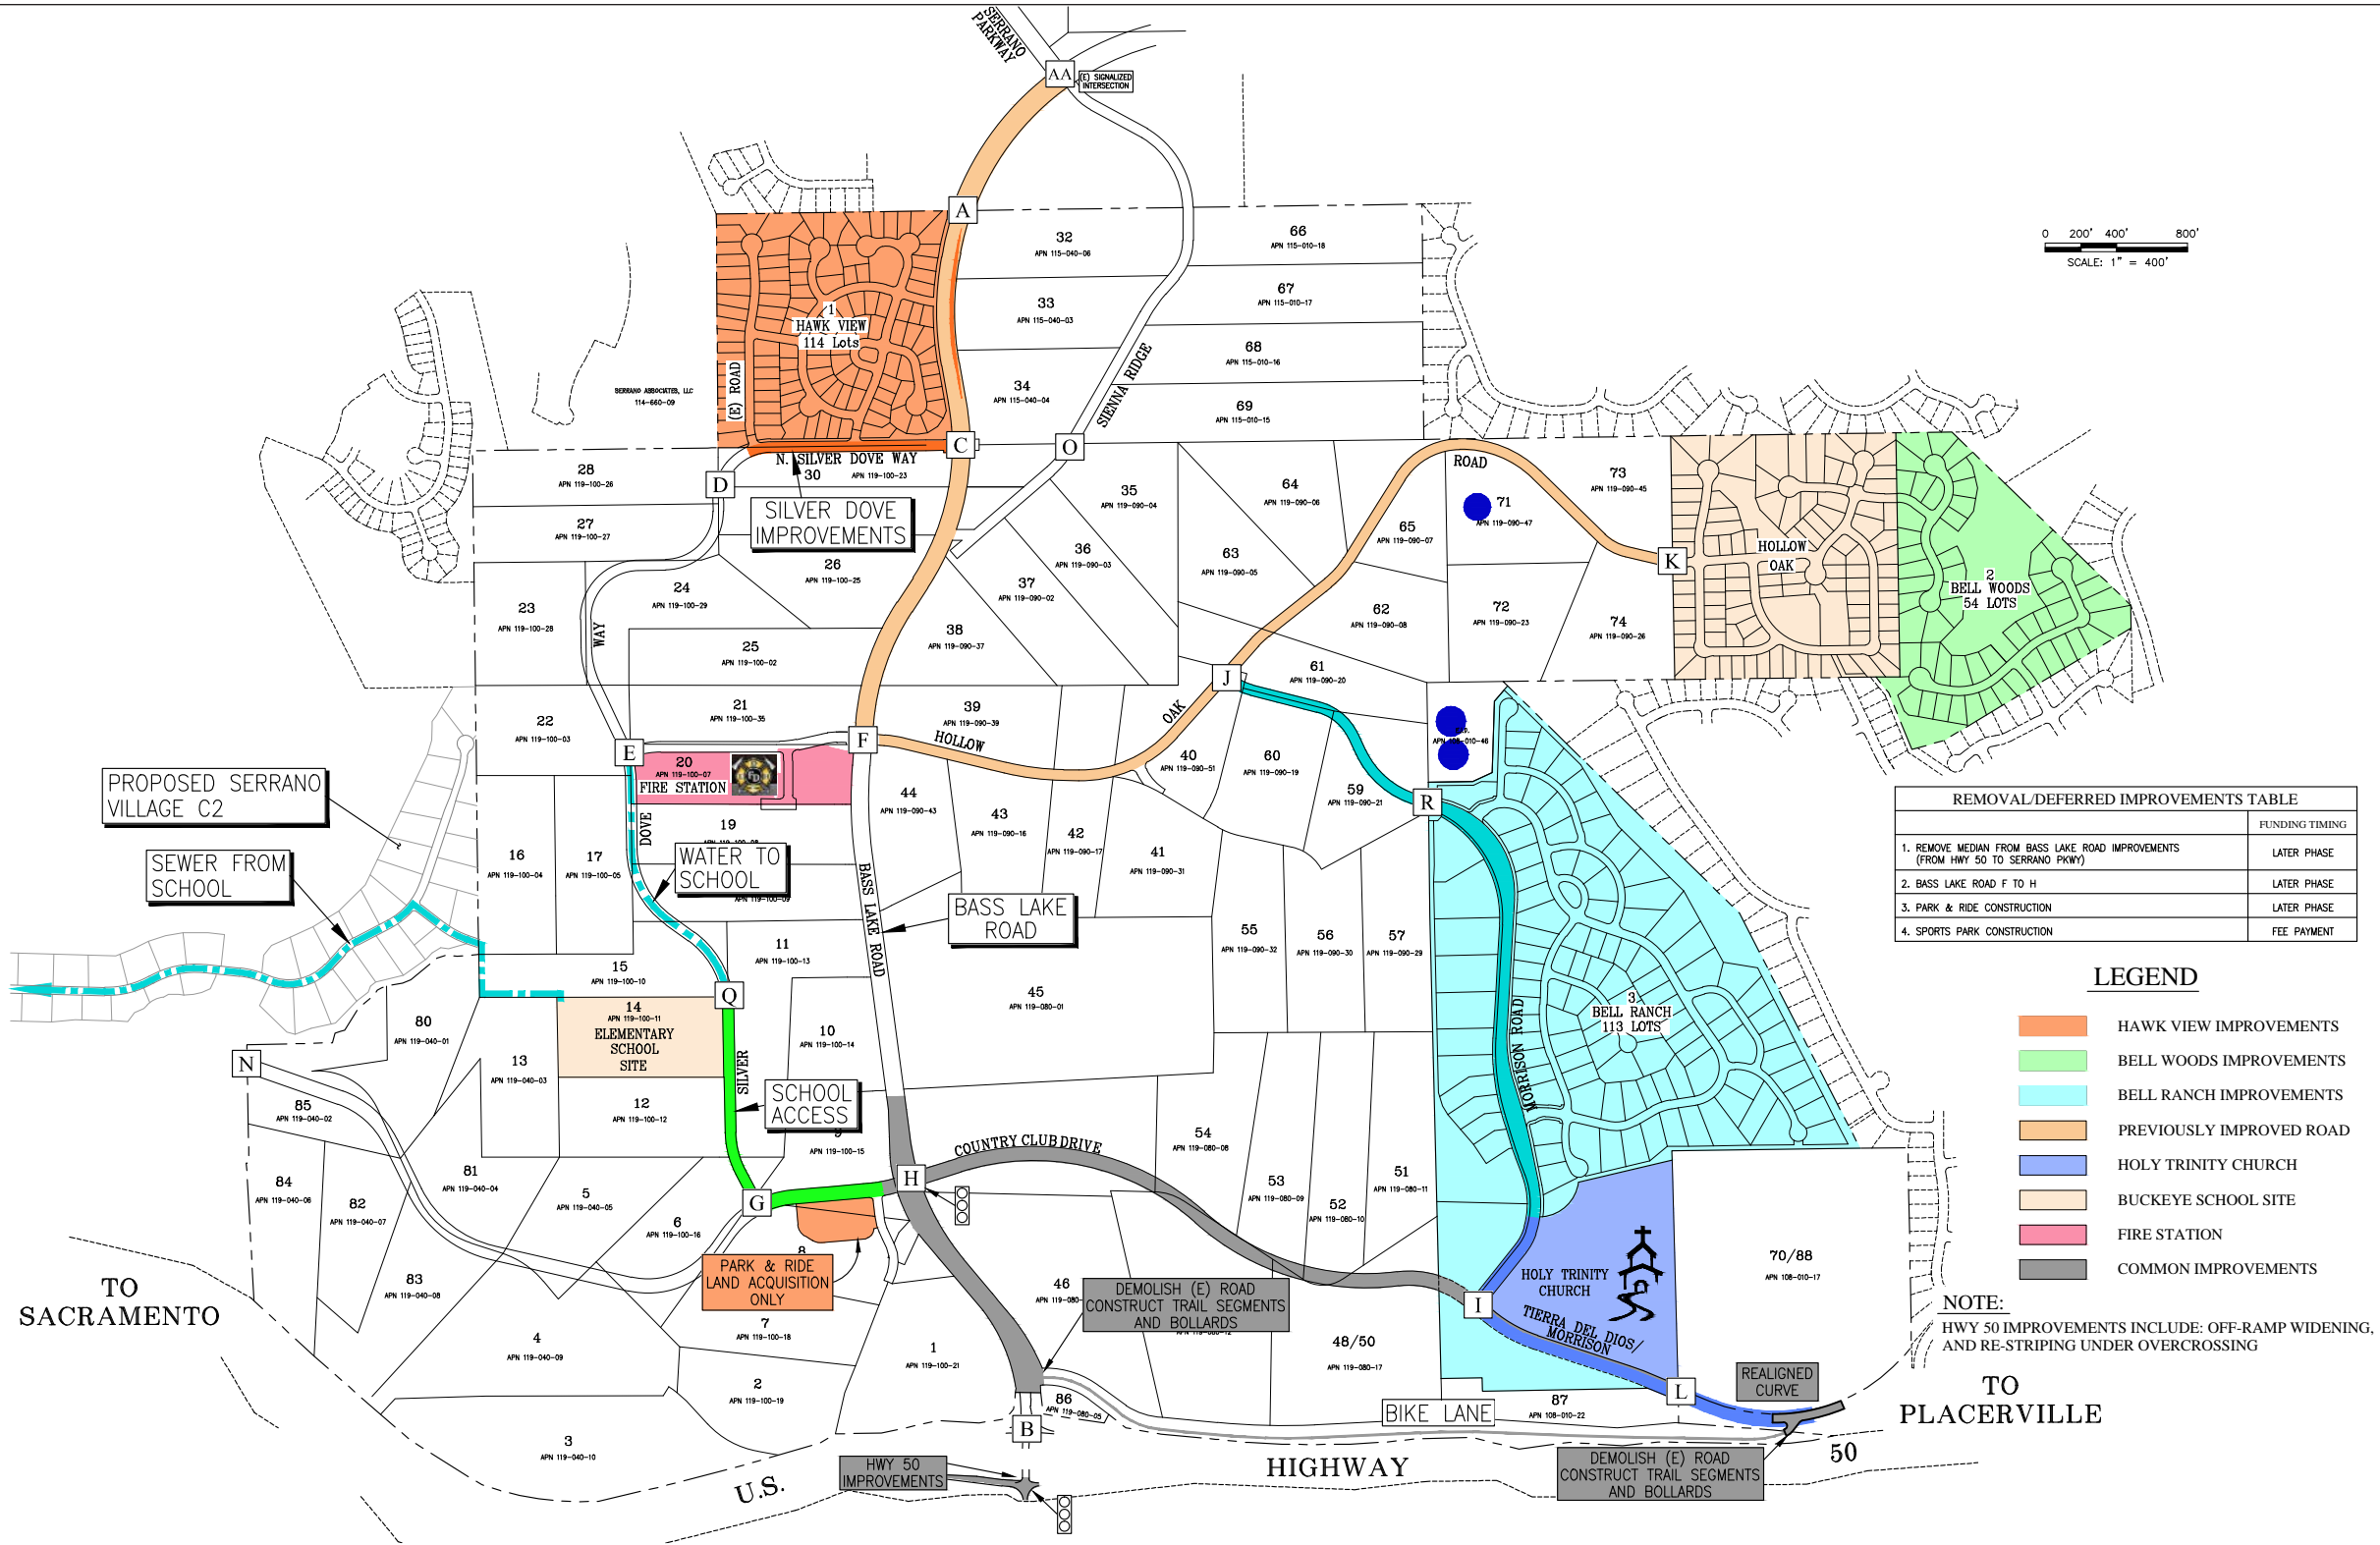 SERRANO
PARKWAY
AA
(E) SIGNALIZED
INTERSECTION
A
32
APN 115-040-06
66
APN 115-010-18
0 200' 400' 800'
SCALE: 1" = 400'
33
APN 115-040-03
67
APN 115-010-17
1
HAWK VIEW
114 Lots
68
APN 115-010-16
34
APN 115-040-04
SIENNA RIDGE
SERRANO ASSOCIATES, LLC
114-660-09
(E) ROAD
69
APN 115-010-15
C
O
N. SILVER DOVE WAY
30
APN 119-100-23
28
APN 119-100-26
D
SILVER DOVE
IMPROVEMENTS
35
APN 119-090-04
64
APN 119-090-06
ROAD
73
APN 119-090-45
71
APN 119-090-47
27
APN 119-100-27
65
APN 119-090-07
36
APN 119-090-03
63
APN 119-090-05
K
HOLLOW
OAK
26
APN 119-100-25
24
APN 119-100-29
37
APN 119-090-02
2
BELL WOODS
54 LOTS
23
APN 119-100-28
WAY
62
APN 119-090-08
72
APN 119-090-23
74
APN 119-090-26
38
APN 119-090-37
25
APN 119-100-02
J
61
APN 119-090-20
21
APN 119-100-35
39
APN 119-090-39
OAK
22
APN 119-100-03
E
F
HOLLOW
20
APN 119-100-07
FIRE STATION
40
APN 119-090-51
60
APN 119-090-19
59
APN 119-090-21
R
PROPOSED SERRANO
VILLAGE C2
44
APN 119-090-43
43
APN 119-090-16
42
APN 119-090-17
41
APN 119-090-31
19
DOVE
WATER TO
SCHOOL
APN 119-100-09
SEWER FROM
SCHOOL
16
APN 119-100-04
17
APN 119-100-05
BASS LAKE ROAD
BASS LAKE
ROAD
REMOVAL/DEFERRED IMPROVEMENTS TABLE
FUNDING TIMING
1. REMOVE MEDIAN FROM BASS LAKE ROAD IMPROVEMENTS
(FROM HWY 50 TO SERRANO PKWY)
LATER PHASE
2. BASS LAKE ROAD F TO H
LATER PHASE
3. PARK & RIDE CONSTRUCTION
LATER PHASE
4. SPORTS PARK CONSTRUCTION
FEE PAYMENT
55
APN 119-090-32
56
APN 119-090-30
57
APN 119-090-29
11
APN 119-100-13
15
APN 119-100-10
Q
45
APN 119-080-01
3
BELL RANCH
113 LOTS
MORRISON ROAD
14
APN 119-100-11
ELEMENTARY
SCHOOL
SITE
10
APN 119-100-14
80
APN 119-040-01
N
13
APN 119-040-03
SILVER
SCHOOL
ACCESS
12
APN 119-100-12
85
APN 119-040-02
9
APN 119-100-15
COUNTRY CLUB DRIVE
54
APN 119-080-08
84
APN 119-040-06
82
APN 119-040-07
81
APN 119-040-04
5
APN 119-040-05
6
APN 119-100-16
G
H
53
APN 119-080-09
52
APN 119-080-10
51
APN 119-080-11
LEGEND
HAWK VIEW IMPROVEMENTS
BELL WOODS IMPROVEMENTS
BELL RANCH IMPROVEMENTS
PREVIOUSLY IMPROVED ROAD
HOLY TRINITY CHURCH
BUCKEYE SCHOOL SITE
FIRE STATION
COMMON IMPROVEMENTS
NOTE:
HWY 50 IMPROVEMENTS INCLUDE: OFF-RAMP WIDENING,
AND RE-STRIPING UNDER OVERCROSSING
TO
SACRAMENTO
83
APN 119-040-08
8
PARK & RIDE
LAND ACQUISITION
ONLY
46
APN 119-080-
DEMOLISH (E) ROAD
CONSTRUCT TRAIL SEGMENTS
AND BOLLARDS
I
HOLY TRINITY
CHURCH
70/88
APN 108-010-17
TIERRA DEL DIOS/
MORRISON
7
APN 119-100-18
4
APN 119-040-09
1
APN 119-100-21
48/50
APN 119-080-17
2
APN 119-100-19
86
APN 119-080-05
BIKE LANE
87
APN 108-010-22
L
REALIGNED
CURVE
TO
PLACERVILLE
B
3
APN 119-040-10
HWY 50
IMPROVEMENTS
U.S.
HIGHWAY
50
DEMOLISH (E) ROAD
CONSTRUCT TRAIL SEGMENTS
AND BOLLARDS